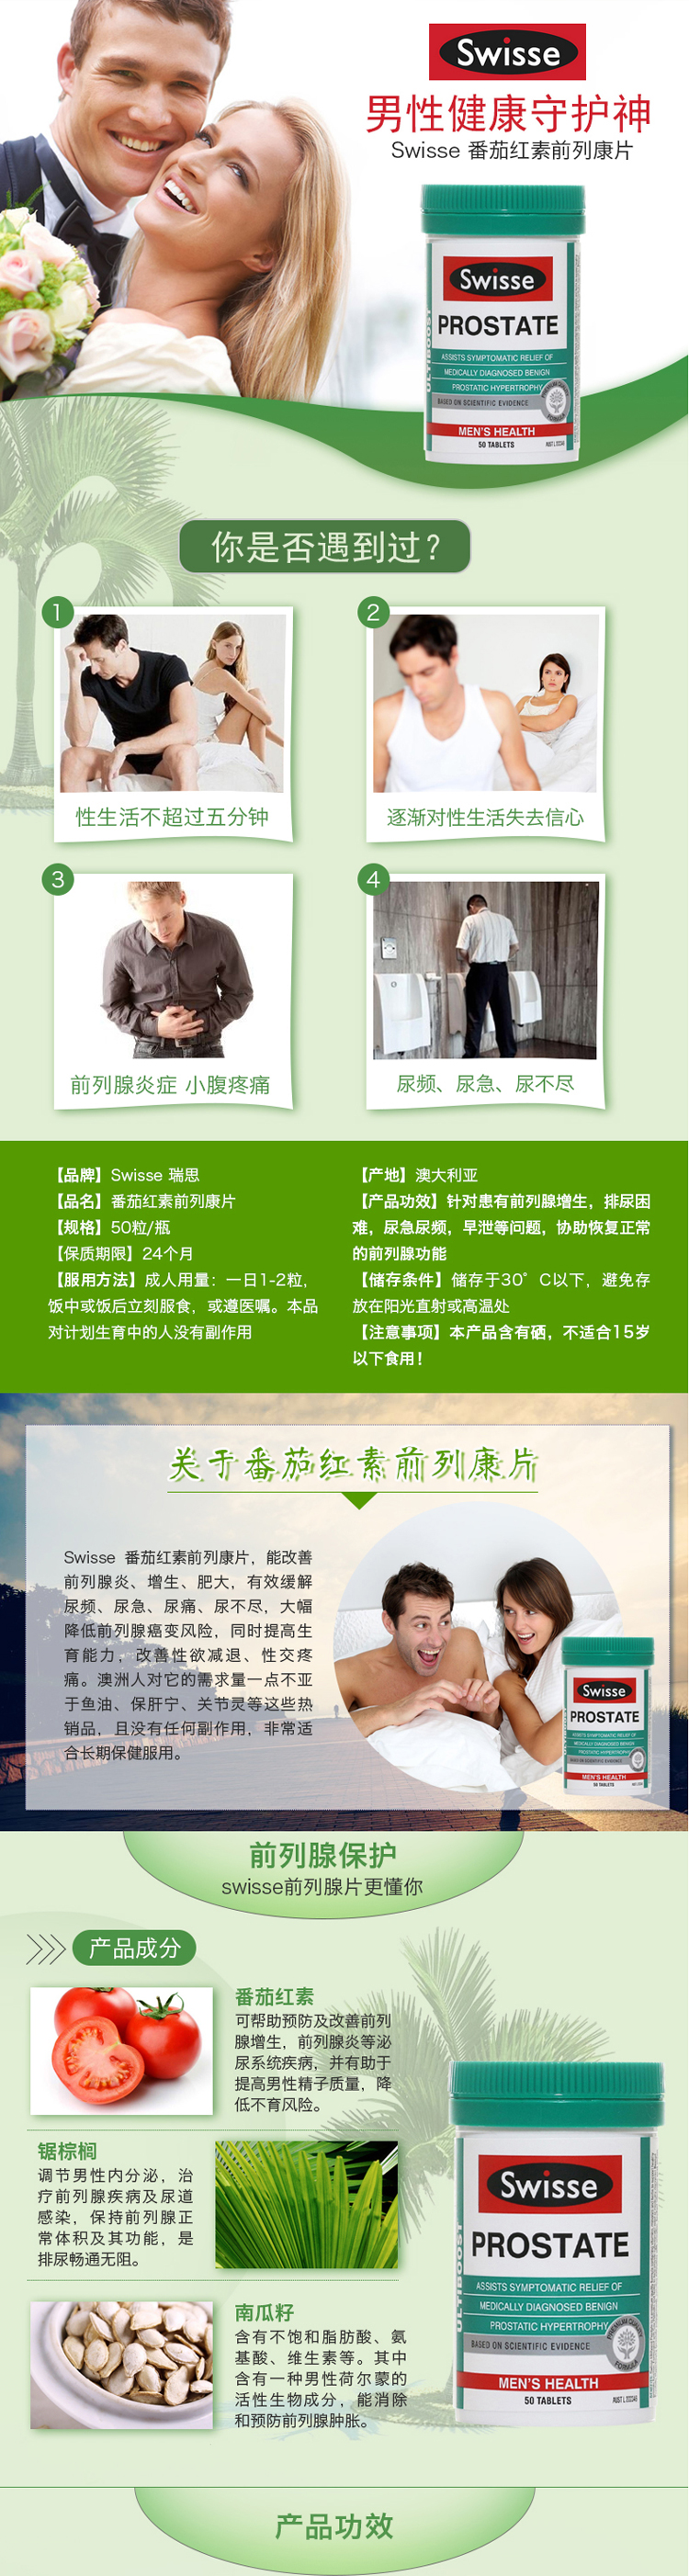 Swisse
男性健康守护神
Swisse 番茄红素前列康片
Swisse
PROSTATE
ULTIBOOST
ASSISTS SYMPTOMATIC RELIEF OF
MEDICALLY DIAGNOSED BENIGN
PROSTATIC HYPERTROPHY
BASED ON SCIENTIFIC EVIDENCE
MEN'S HEALTH
50 TABLETS
你是否遇到过？
1
2
性生活不超过五分钟
逐渐对性生活失去信心
3
4
前列腺炎症 小腹疼痛
尿频、尿急、尿不尽
【品牌】Swisse 瑞思
【品名】番茄红素前列康片
【规格】50粒/瓶
【保质期限】24个月
【服用方法】成人用量：一日1-2粒，
饭中或饭后立刻服食，或遵医嘱。本品
对计划生育中的人没有副作用
【产地】澳大利亚
【产品功效】针对患有前列腺增生，排尿困
难，尿急尿频，早泄等问题，协助恢复正常
的前列腺功能
【储存条件】储存于30°C以下，避免存
放在阳光直射或高温处
【注意事项】本产品含有硒，不适合15岁
以下食用！
关于番茄红素前列康片
Swisse 番茄红素前列康片，能改善
前列腺炎、增生、肥大，有效缓解
尿频、尿急、尿痛、尿不尽，大幅
降低前列腺癌变风险，同时提高生
育能力，改善性欲减退、性交疼
痛。澳洲人对它的需求量一点不亚
于鱼油、保肝宁、关节灵等这些热
销品，且没有任何副作用，非常适
合长期保健服用。
Swisse
PROSTATE
ASSISTS SYMPTOMATIC RELIEF OF
MEDICALLY DIAGNOSED BENIGN
PROSTATIC HYPERTROPHY
BASED ON SCIENTIFIC EVIDENCE
MEN'S HEALTH
50 TABLETS
前列腺保护
swisse前列腺片更懂你
产品成分
番茄红素
可帮助预防及改善前列
腺增生，前列腺炎等泌
尿系统疾病，并有助于
提高男性精子质量，降
低不育风险。
锯棕榈
调节男性内分泌，治
疗前列腺疾病及尿道
感染，保持前列腺正
常体积及其功能，是
排尿畅通无阻。
南瓜籽
含有不饱和脂肪酸、氨
基酸、维生素等。其中
含有一种男性荷尔蒙的
活性生物成分，能消除
和预防前列腺肿胀。
Swisse
PROSTATE
ULTIBOOST
ASSISTS SYMPTOMATIC RELIEF OF
MEDICALLY DIAGNOSED BENIGN
PROSTATIC HYPERTROPHY
BASED ON SCIENTIFIC EVIDENCE
PREMIUM QUALITY
FORMULA
MEN'S HEALTH
50 TABLETS
产品功效